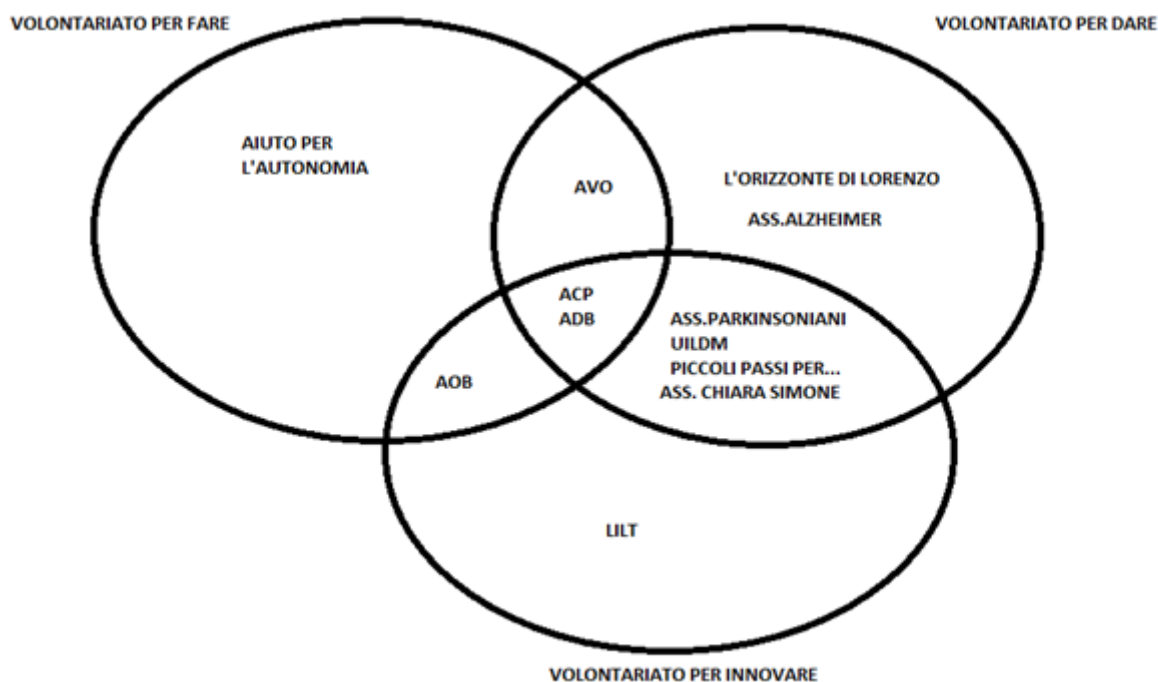 VOLONTARIATO PER FARE
VOLONTARIATO PER DARE
AIUTO PER
L'AUTONOMIA
AVO
L'ORIZZONTE DI LORENZO
ASS.ALZHEIMER
ACP
ADB
ASS.PARKINSONIANI
UILDM
PICCOLI PASSI PER...
ASS. CHIARA SIMONE
AOB
LILT
VOLONTARIATO PER INNOVARE